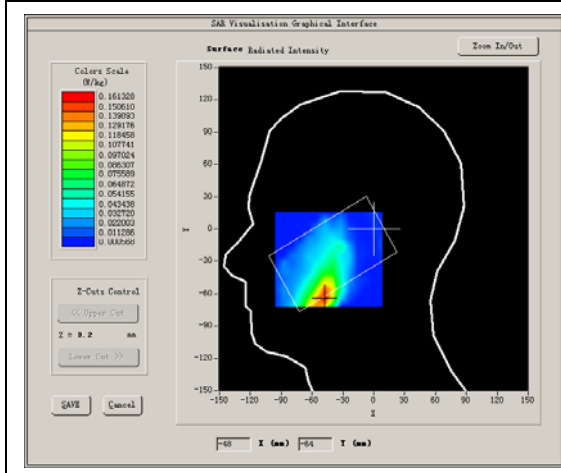 SAR Visualisation Graphical Interface
Surface Radiated Intensity
Zoom In/Out
Colors Scale
(W/kg)
0.161328
0.150610
0.139893
0.129176
0.118458
0.107741
0.097024
0.086307
0.075589
0.064872
0.054155
0.043438
0.032720
0.022003
0.011286
0.000568
Z-Cuts Control
<< Upper Cut
Z = 0.2 mm
Lower Cut >>
SAVE Cancel
150
120
90
60
30
0
-30
-60
-90
-120
-150
Y
-150 -120 -90 -60 -30 0 30 60 90 120 150
X
-48 X (mm) -64 Y (mm)